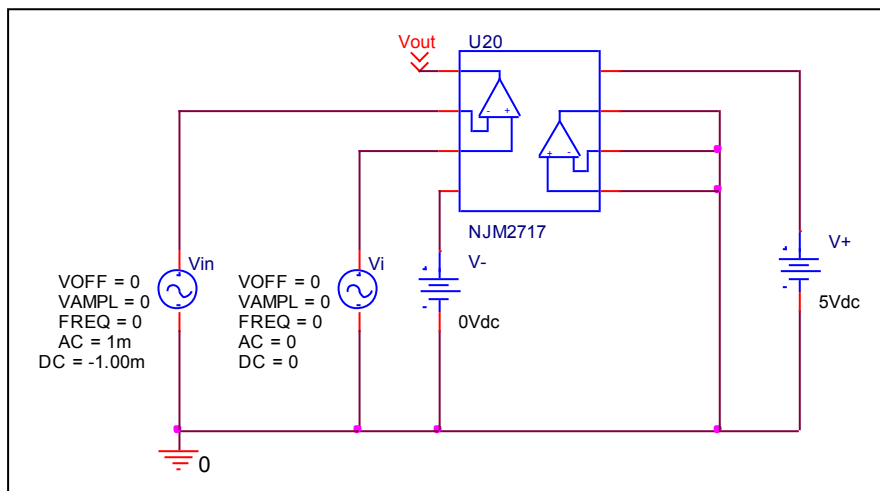 Vout
U20
-
+
+
-
NJM2717
Vin
VOFF = 0
VAMPL = 0
FREQ = 0
AC = 1m
DC = -1.00m
Vi
VOFF = 0
VAMPL = 0
FREQ = 0
AC = 0
DC = 0
V-
0Vdc
V+
5Vdc
0